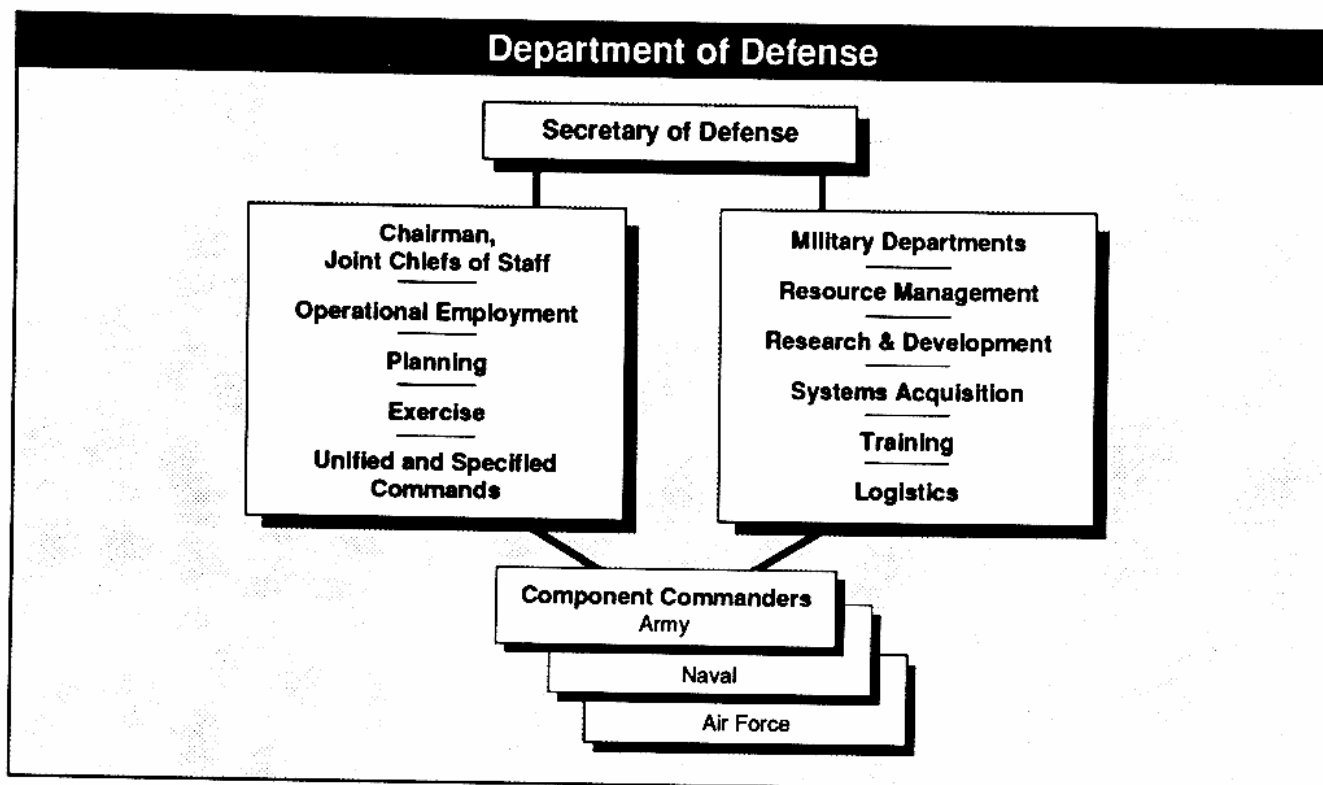 Department of Defense
Secretary of Defense
Chairman,
Joint Chiefs of Staff
Operational Employment
Planning
Exercise
Unified and Specified
Commands
Military Departments
Resource Management
Research & Development
Systems Acquisition
Training
Logistics
Component Commanders
Army
Naval
Air Force